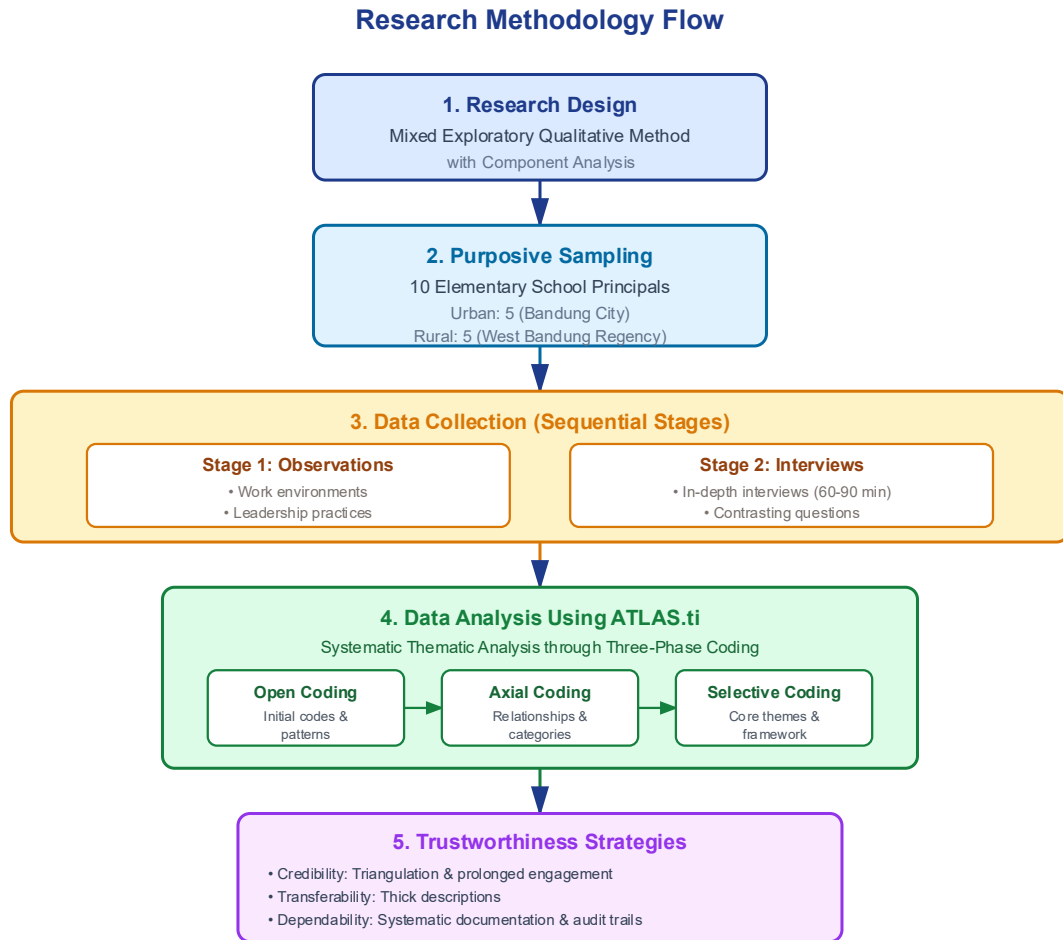 Research Methodology Flow
1. Research Design
Mixed Exploratory Qualitative Method
with Component Analysis
2. Purposive Sampling
10 Elementary School Principals
Urban: 5 (Bandung City)
Rural: 5 (West Bandung Regency)
3. Data Collection (Sequential Stages)
Stage 1: Observations
• Work environments
• Leadership practices
Stage 2: Interviews
• In-depth interviews (60-90 min)
• Contrasting questions
4. Data Analysis Using ATLAS.ti
Systematic Thematic Analysis through Three-Phase Coding
Open Coding
Initial codes &
patterns
Axial Coding
Relationships &
categories
Selective Coding
Core themes &
framework
5. Trustworthiness Strategies
• Credibility: Triangulation & prolonged engagement
• Transferability: Thick descriptions
• Dependability: Systematic documentation & audit trails